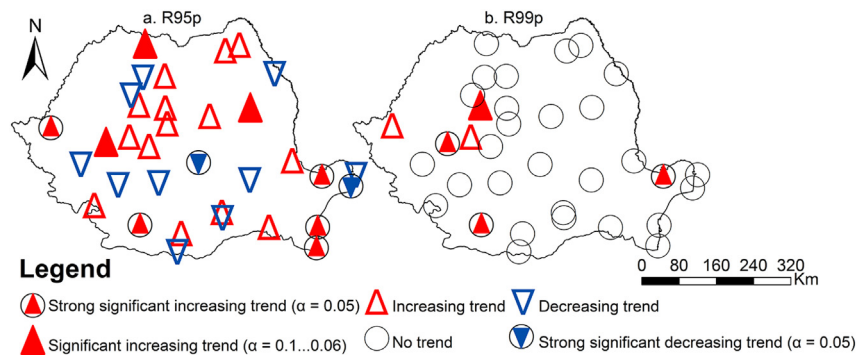 a. R95p
b. R99p
N
Legend
0 80 160 240 320
Km
Strong significant increasing trend (α = 0.05)
Increasing trend
Decreasing trend
Significant increasing trend (α = 0.1...0.06)
No trend
Strong significant decreasing trend (α = 0.05)